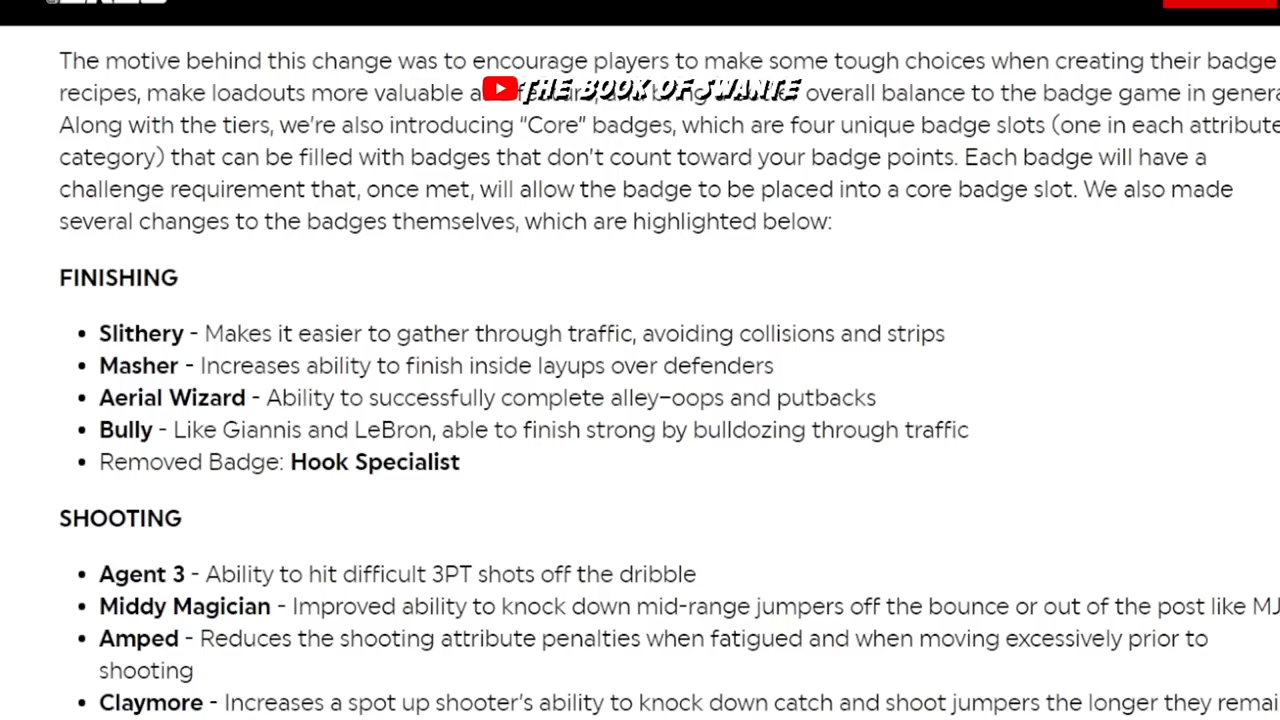 The motive behind this change was to encourage players to make some tough choices when creating their badge
recipes, make loadouts more valuable overall balance to the badge game in
THE BOOK OF SWANTE
Along with the tiers, we're also introducing “Core” badges, which are four unique badge slots (one in each attribute
category) that can be filled with badges that don't count toward your badge points. Each badge will have a
challenge requirement that, once met, will allow the badge to be placed into a core badge slot. We also made
several changes to the badges themselves, which are highlighted below:
FINISHING
• Slithery - Makes it easier to gather through traffic, avoiding collisions and strips
• Masher - Increases ability to finish inside layups over defenders
• Aerial Wizard - Ability to successfully complete alley-oops and putbacks
• Bully - Like Giannis and LeBron, able to finish strong by bulldozing through traffic
• Removed Badge: Hook Specialist
SHOOTING
• Agent 3 - Ability to hit difficult 3PT shots off the dribble
• Middy Magician - Improved ability to knock down mid-range jumpers off the bounce or out of the post like MJ
• Amped - Reduces the shooting attribute penalties when fatigued and when moving excessively prior to
shooting
• Claymore - Increases a spot up shooter's ability to knock down catch and shoot jumpers the longer they